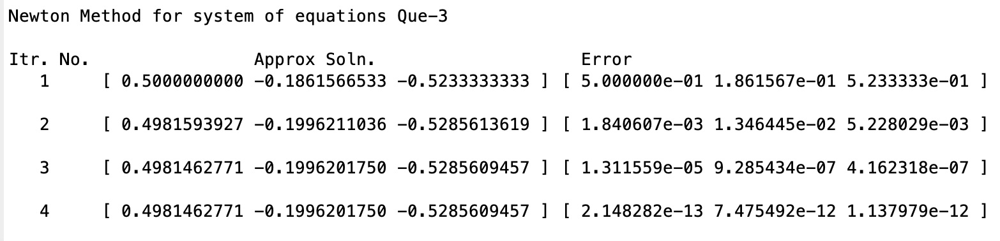 Newton Method for system of equations Que-3
Itr. No. Approx Soln. Error
1 [ 0.5000000000 -0.1861566533 -0.5233333333 ] [ 5.000000e-01 1.861567e-01 5.233333e-01 ]
2 [ 0.4981593927 -0.1996211036 -0.5285613619 ] [ 1.840607e-03 1.346445e-02 5.228029e-03 ]
3 [ 0.4981462771 -0.1996201750 -0.5285609457 ] [ 1.311559e-05 9.285434e-07 4.162318e-07 ]
4 [ 0.4981462771 -0.1996201750 -0.5285609457 ] [ 2.148282e-13 7.475492e-12 1.137979e-12 ]